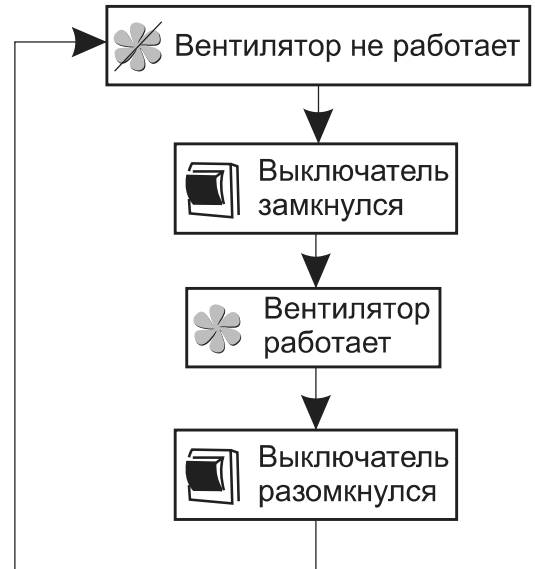 Вентилятор не работает
Выключатель
замкнулся
Вентилятор
работает
Выключатель
разомкнулся